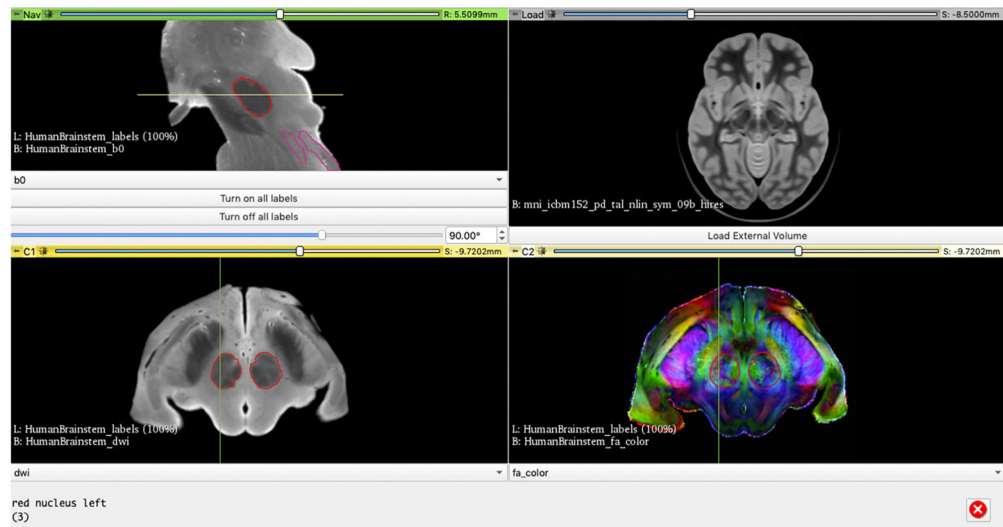 Nav
R: 5.5099mm
L: HumanBrainstem_labels (100%)
B: HumanBrainstem_b0
b0
Turn on all labels
Turn off all labels
90.00°
Load
S: -8.5000mm
B: mni_icbm152_pd_tal_nlin_sym_09b_hires
Load External Volume
C1
S: -9.7202mm
L: HumanBrainstem_labels (100%)
B: HumanBrainstem_dwi
dwi
C2
S: -9.7202mm
L: HumanBrainstem_labels (100%)
B: HumanBrainstem_fa_color
fa_color
red nucleus left
(3)